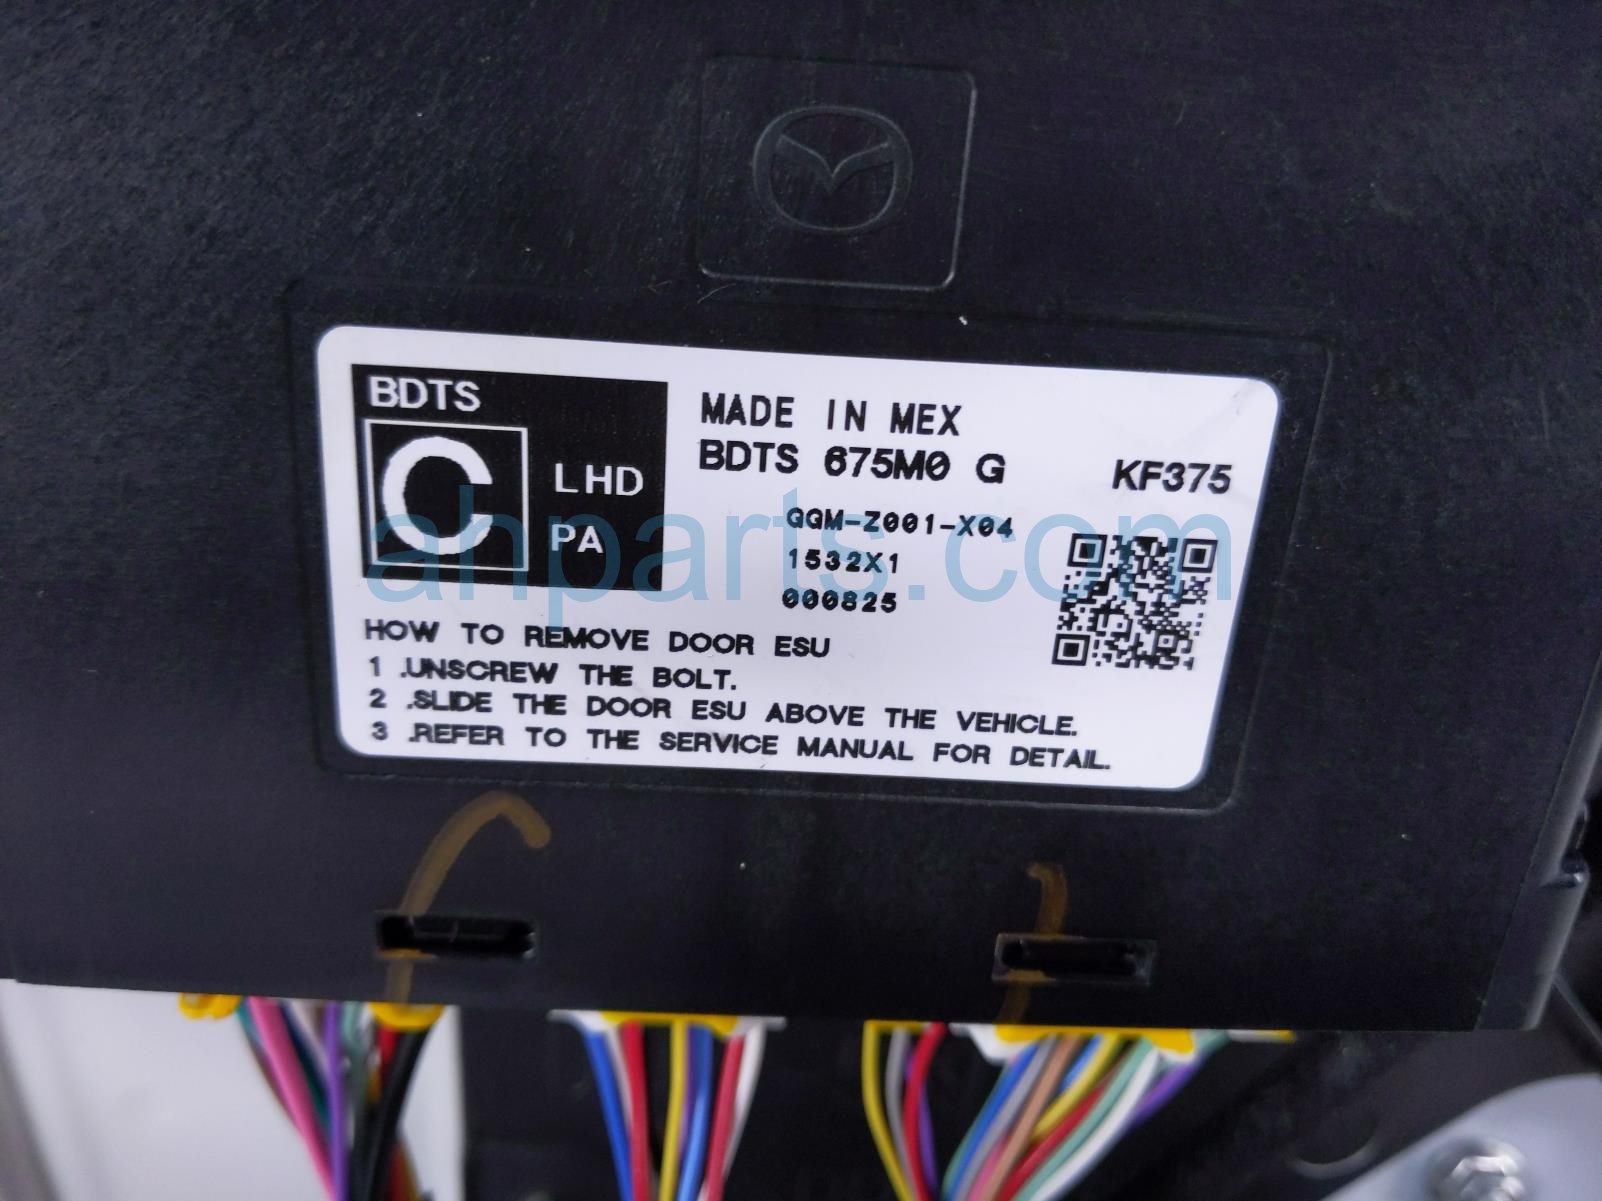 BDTS
C
LHD
PA
MADE IN MEX
BDTS 675M0 G
KF375
GGM-Z001-X04
1532X1
000825
HOW TO REMOVE DOOR ESU
1 .UNSCREW THE BOLT.
2 .SLIDE THE DOOR ESU ABOVE THE VEHICLE.
3 .REFER TO THE SERVICE MANUAL FOR DETAIL.
ahparts.com